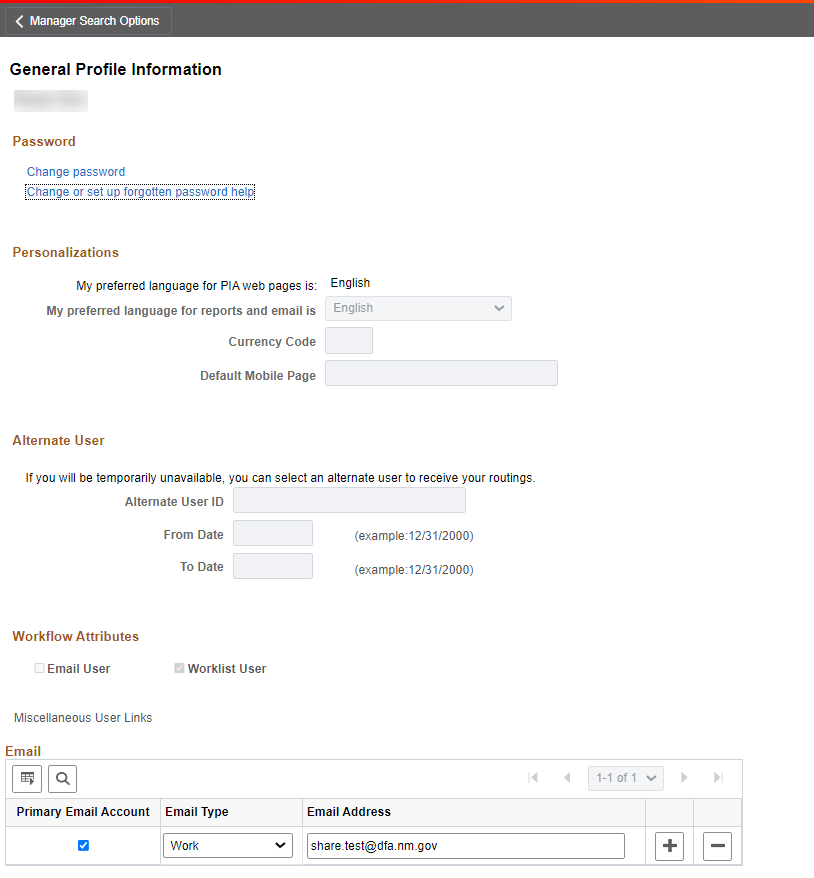 Manager Search Options
General Profile Information
Password
Change password
Change or set up forgotten password help
Personalizations
My preferred language for PIA web pages is: English
My preferred language for reports and email is English
Currency Code
Default Mobile Page
Alternate User
If you will be temporarily unavailable, you can select an alternate user to receive your routings.
Alternate User ID
From Date (example:12/31/2000)
To Date (example:12/31/2000)
Workflow Attributes
Email User Worklist User
Miscellaneous User Links
Email
1-1 of 1
Primary Email Account Email Type Email Address
Work share.test@dfa.nm.gov